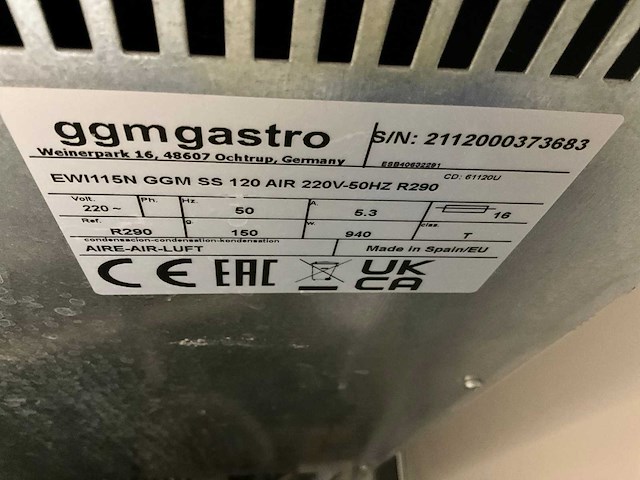 ggmgastro
Weinerpark 16, 48607 Ochtrup, Germany
S/N: 2112000373683
CD: 61120U
EWI115N GGM SS 120 AIR 220V-50HZ R290
Volt. Ph. Hz. A.
220 ~ 50 5.3 16
Ref. g. w. clas.
R290 150 940 T
condensacion-condensation-kondensation
AIRE-AIR-LUFT Made in Spain/EU
CE EAC UK
CA